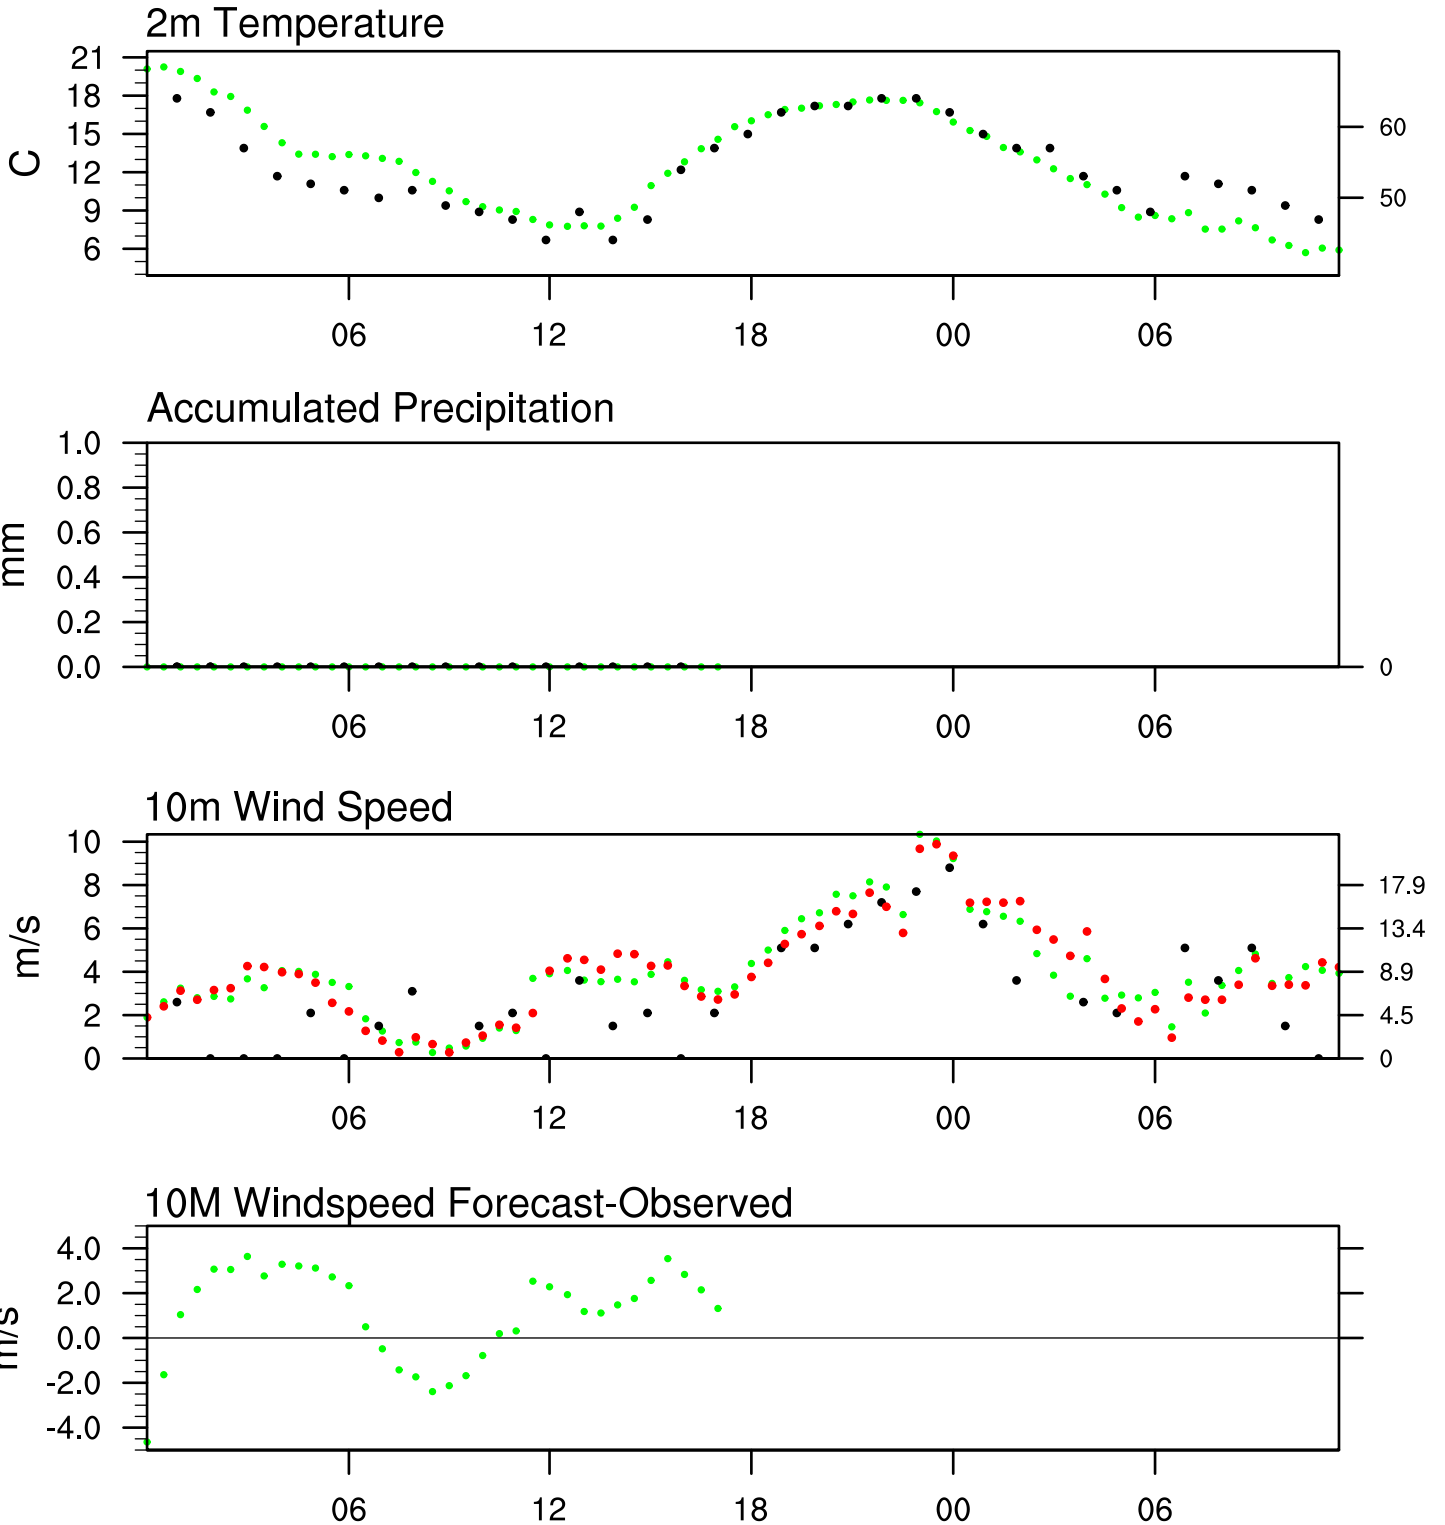 2m Temperature
21
18
15
12
9
6
C
60
50
06 12 18 00 06
Accumulated Precipitation
1.0
0.8
0.6
0.4
0.2
0.0
mm
0
06 12 18 00 06
10m Wind Speed
10
8
6
4
2
0
m/s
17.9
13.4
8.9
4.5
0
06 12 18 00 06
10M Windspeed Forecast-Observed
4.0
2.0
0.0
-2.0
-4.0
m/s
06 12 18 00 06